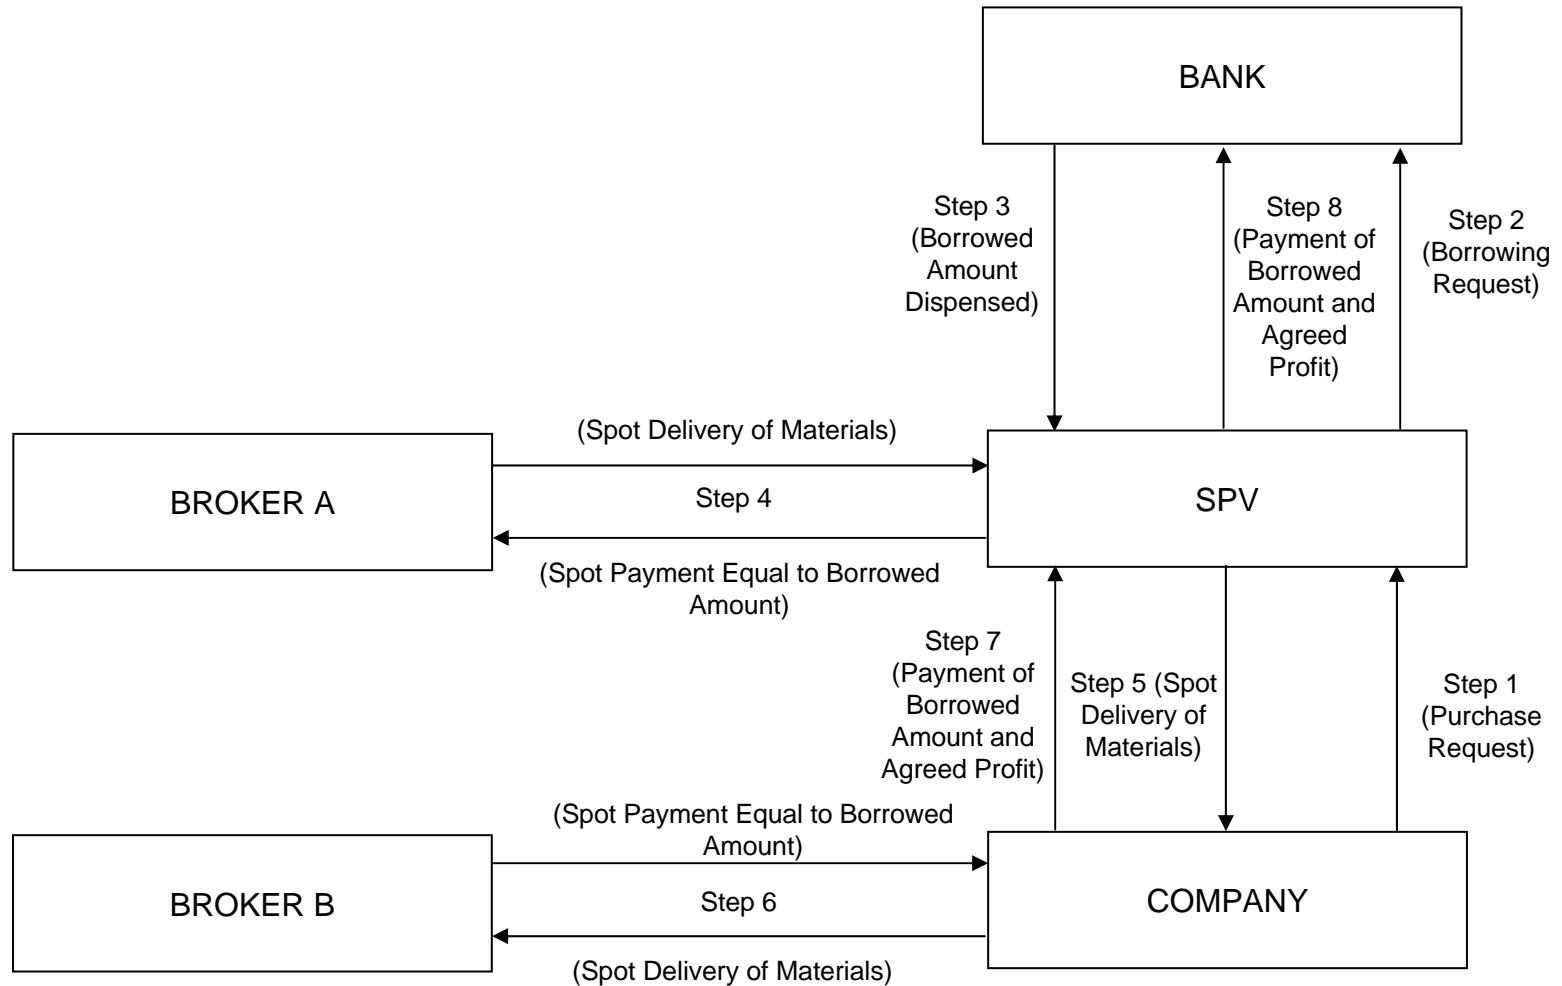 BANK
Step 3
(Borrowed
Amount
Dispensed)
Step 8
(Payment of
Borrowed
Amount and
Agreed
Profit)
Step 2
(Borrowing
Request)
(Spot Delivery of Materials)
BROKER A
Step 4
SPV
(Spot Payment Equal to Borrowed
Amount)
Step 7
(Payment of
Borrowed
Amount and
Agreed Profit)
Step 5 (Spot
Delivery of
Materials)
Step 1
(Purchase
Request)
(Spot Payment Equal to Borrowed
Amount)
BROKER B
Step 6
COMPANY
(Spot Delivery of Materials)